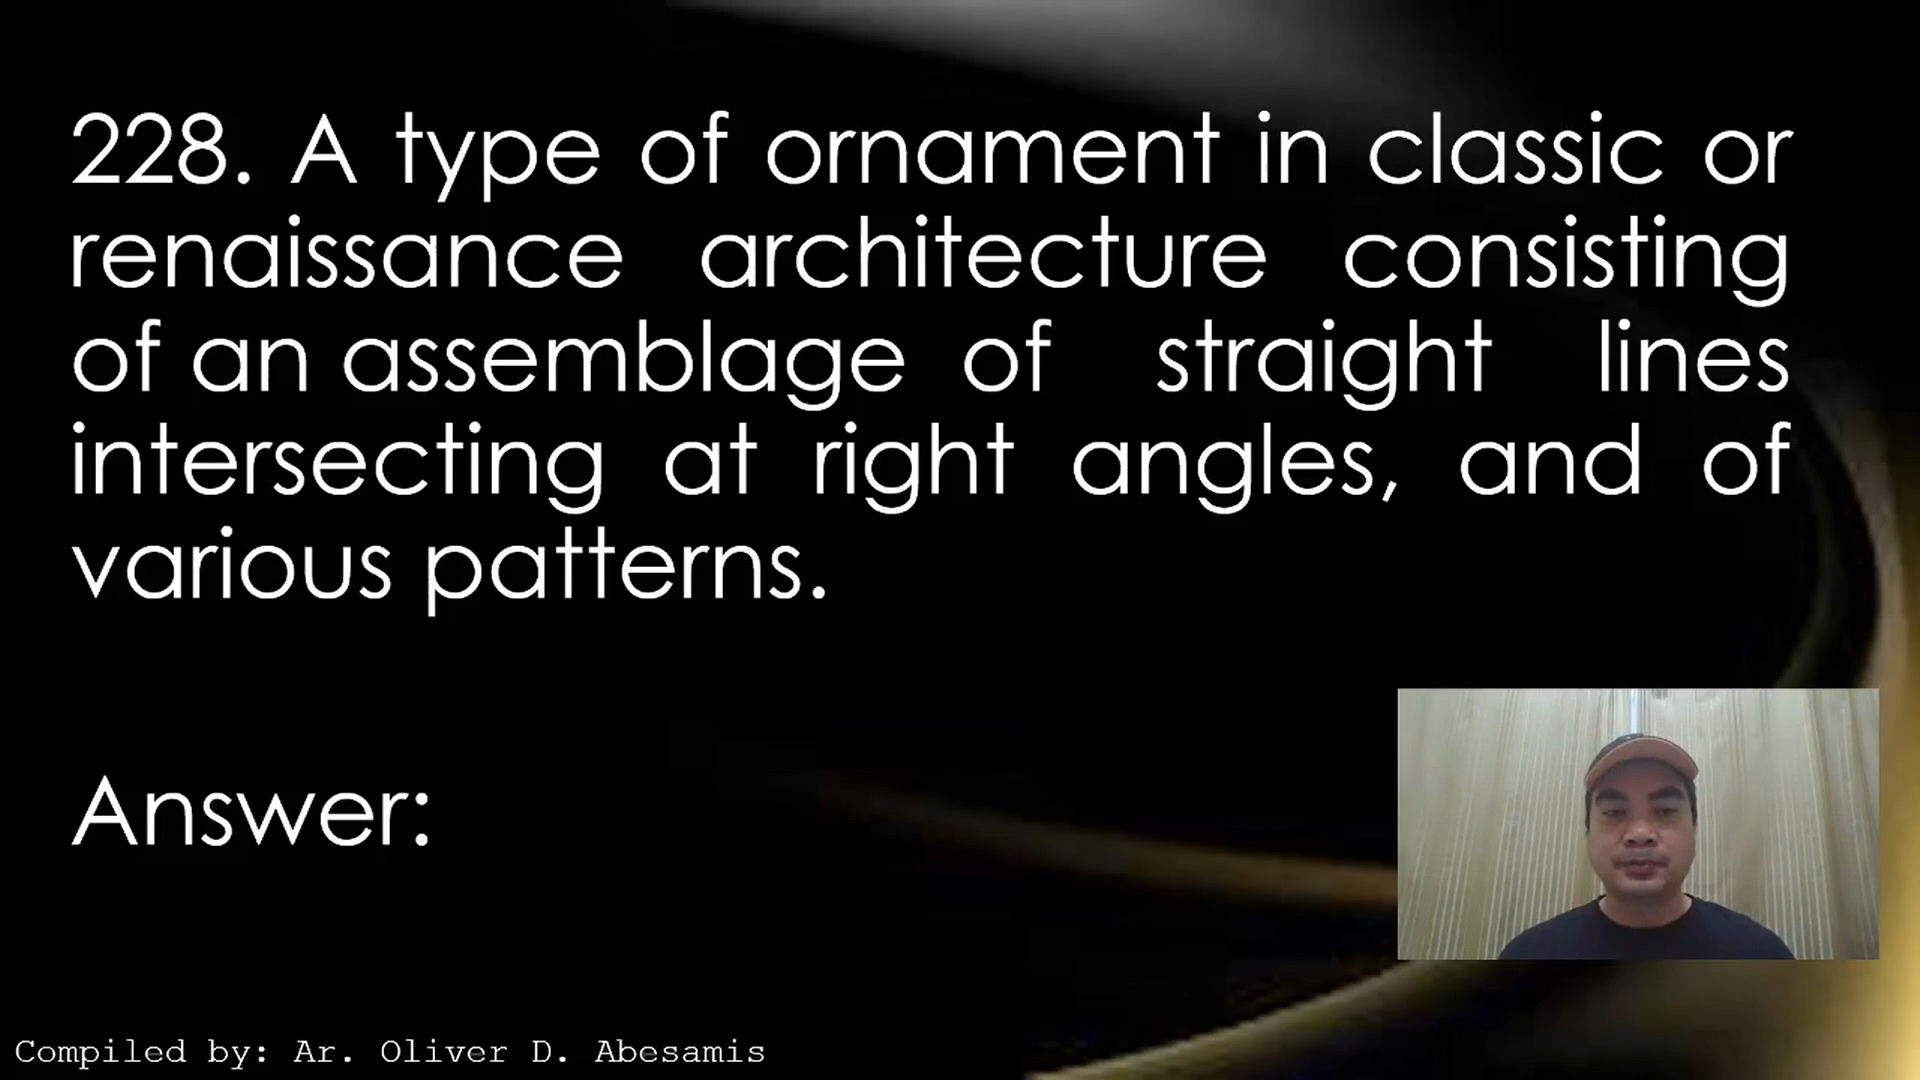 228. A type of ornament in classic or
renaissance architecture consisting
of an assemblage of straight lines
intersecting at right angles, and of
various patterns.
Answer:
Compiled by: Ar. Oliver D. Abesamis